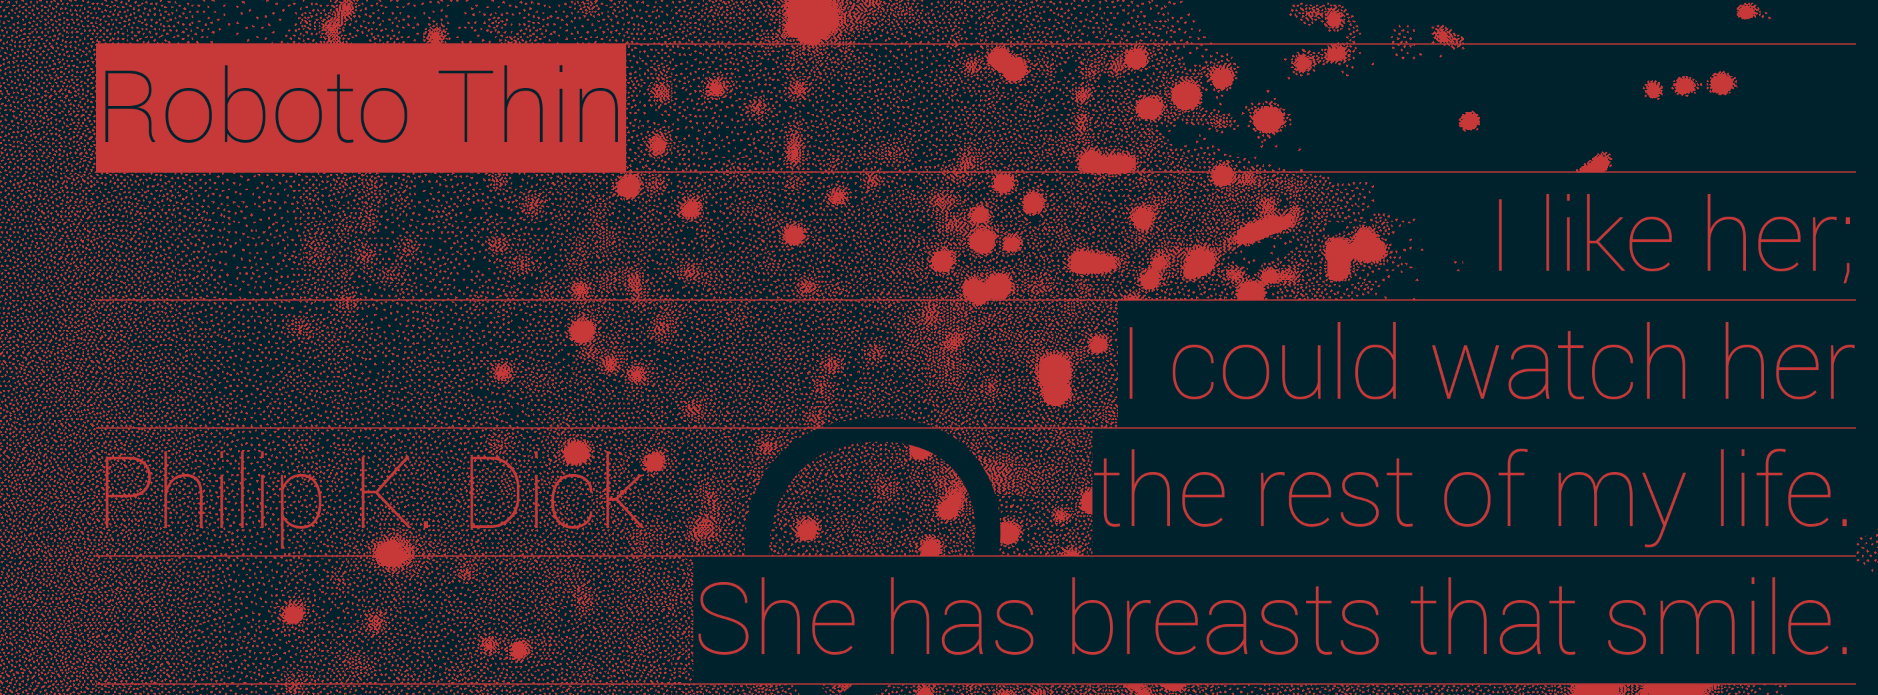 Roboto Thin
I like her;
I could watch her
Philip K. Dick
the rest of my life.
She has breasts that smile.